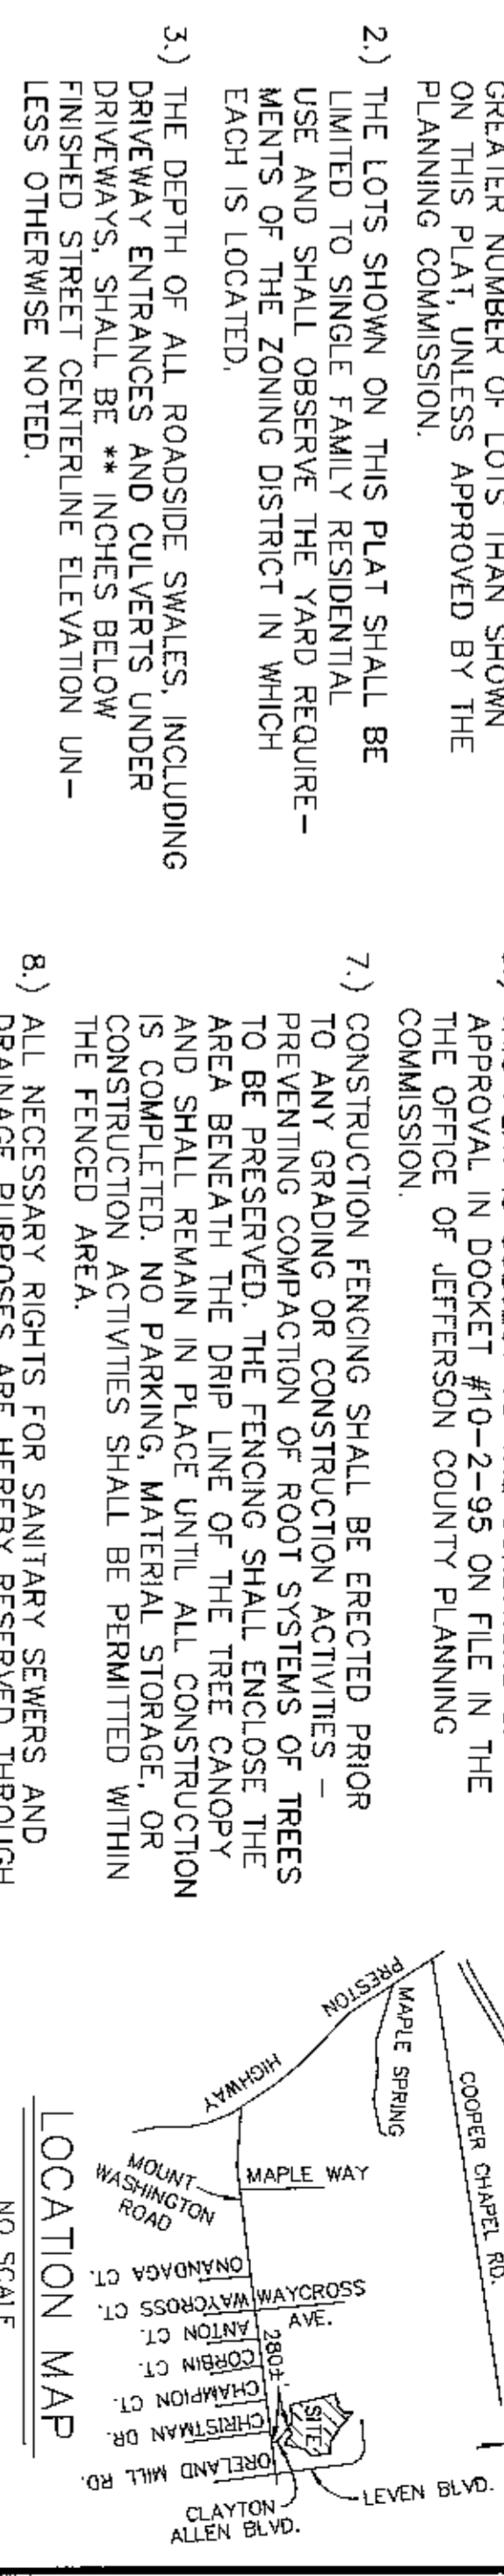 GREATER NUMBER OF LOTS THAN SHOWN
ON THIS PLAT, UNLESS APPROVED BY THE
PLANNING COMMISSION.
2.) THE LOTS SHOWN ON THIS PLAT SHALL BE
LIMITED TO SINGLE FAMILY RESIDENTIAL
USE AND SHALL OBSERVE THE YARD REQUIRE-
MENTS OF THE ZONING DISTRICT IN WHICH
EACH IS LOCATED.
3.) THE DEPTH OF ALL ROADSIDE SWALES, INCLUDING
DRIVEWAY ENTRANCES AND CULVERTS UNDER
DRIVEWAYS, SHALL BE ** INCHES BELOW
FINISHED STREET CENTERLINE ELEVATION UN-
LESS OTHERWISE NOTED.
APPROVAL IN DOCKET #10-2-95 ON FILE IN THE
THE OFFICE OF JEFFERSON COUNTY PLANNING
COMMISSION.
7.) CONSTRUCTION FENCING SHALL BE ERECTED PRIOR
TO ANY GRADING OR CONSTRUCTION ACTIVITIES -
PREVENTING COMPACTION OF ROOT SYSTEMS OF TREES
TO BE PRESERVED. THE FENCING SHALL ENCLOSE THE
AREA BENEATH THE DRIP LINE OF THE TREE CANOPY
AND SHALL REMAIN IN PLACE UNTIL ALL CONSTRUCTION
IS COMPLETED. NO PARKING, MATERIAL STORAGE, OR
CONSTRUCTION ACTIVITIES SHALL BE PERMITTED WITHIN
THE FENCED AREA.
8.) ALL NECESSARY RIGHTS FOR SANITARY SEWERS AND
DRAINAGE PURPOSES ARE HEREBY RESERVED THROUGH
COOPER CHAPEL RD.
MAPLE SPRING
PRESTON
HIGHWAY
MAPLE WAY
MOUNT
WASHINGTON
ROAD
ONANDAGA CT.
WAYCROSS
AVE.
WAYCROSS CT.
ANTON CT.
280±
CORBIN CT.
CHAMPION CT.
SITE
CHRISTMAN DR.
ORELAND MILL RD.
LEVEN BLVD.
CLAYTON
ALLEN BLVD.
LOCATION MAP
NO SCALE